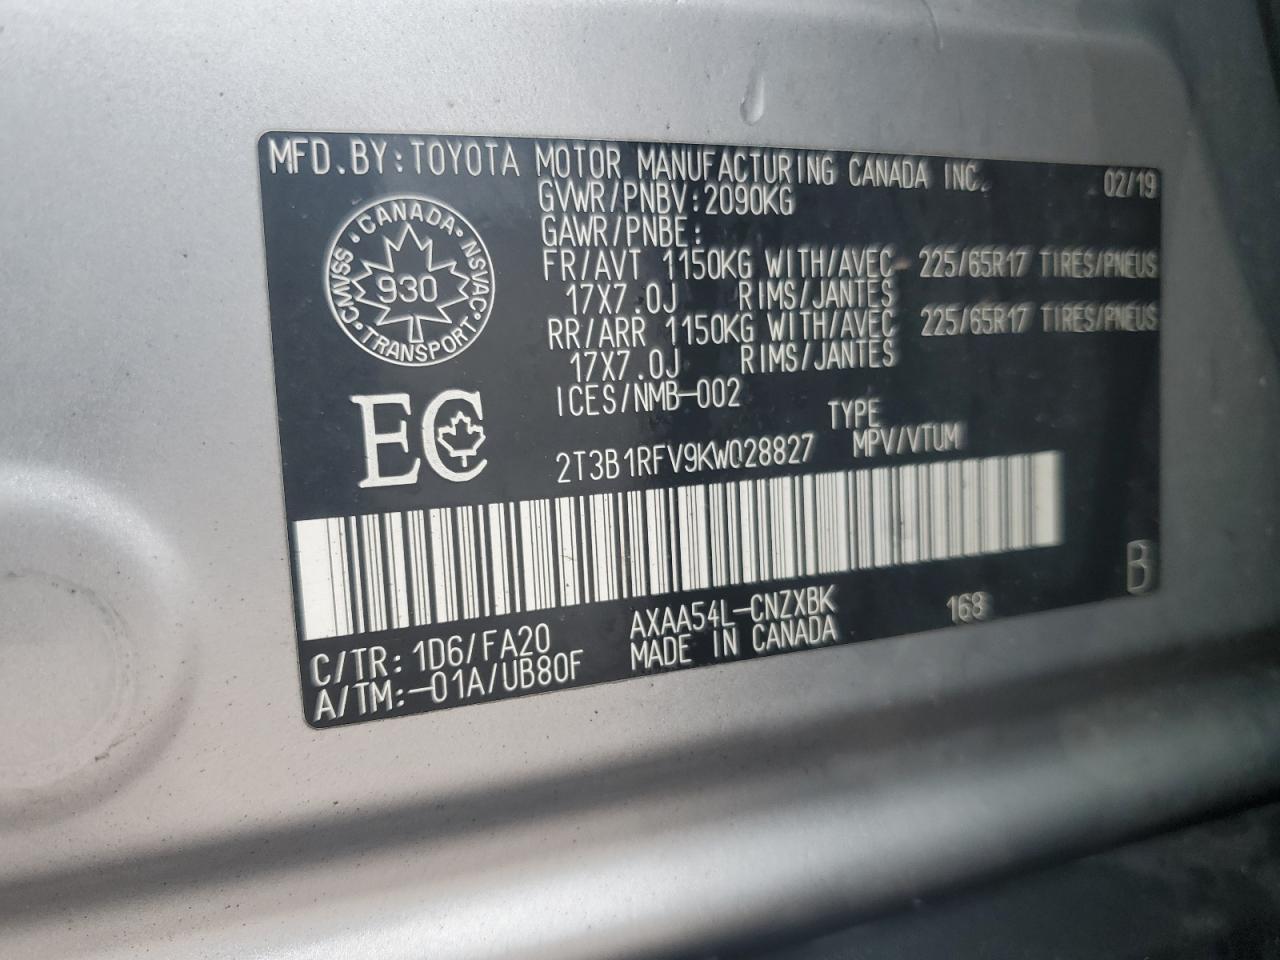 MFD.BY:TOYOTA MOTOR MANUFACTURING CANADA INC. 02/19
GVWR/PNBV:2090KG
GAWR/PNBE:
FR/AVT 1150KG WITH/AVEC 225/65R17 TIRES/PNEUS
17X7.0J RIMS/JANTES
RR/ARR 1150KG WITH/AVEC 225/65R17 TIRES/PNEUS
17X7.0J RIMS/JANTES
ICES/NMB-002
CANADA
CMVSS 930 NSVAC
TRANSPORT
EC
TYPE
2T3B1RFV9KW028827 MPV/VTUM
B
C/TR: 1D6/FA20 AXAA54L-CNZXBK 168
A/TM:-01A/UB80F MADE IN CANADA